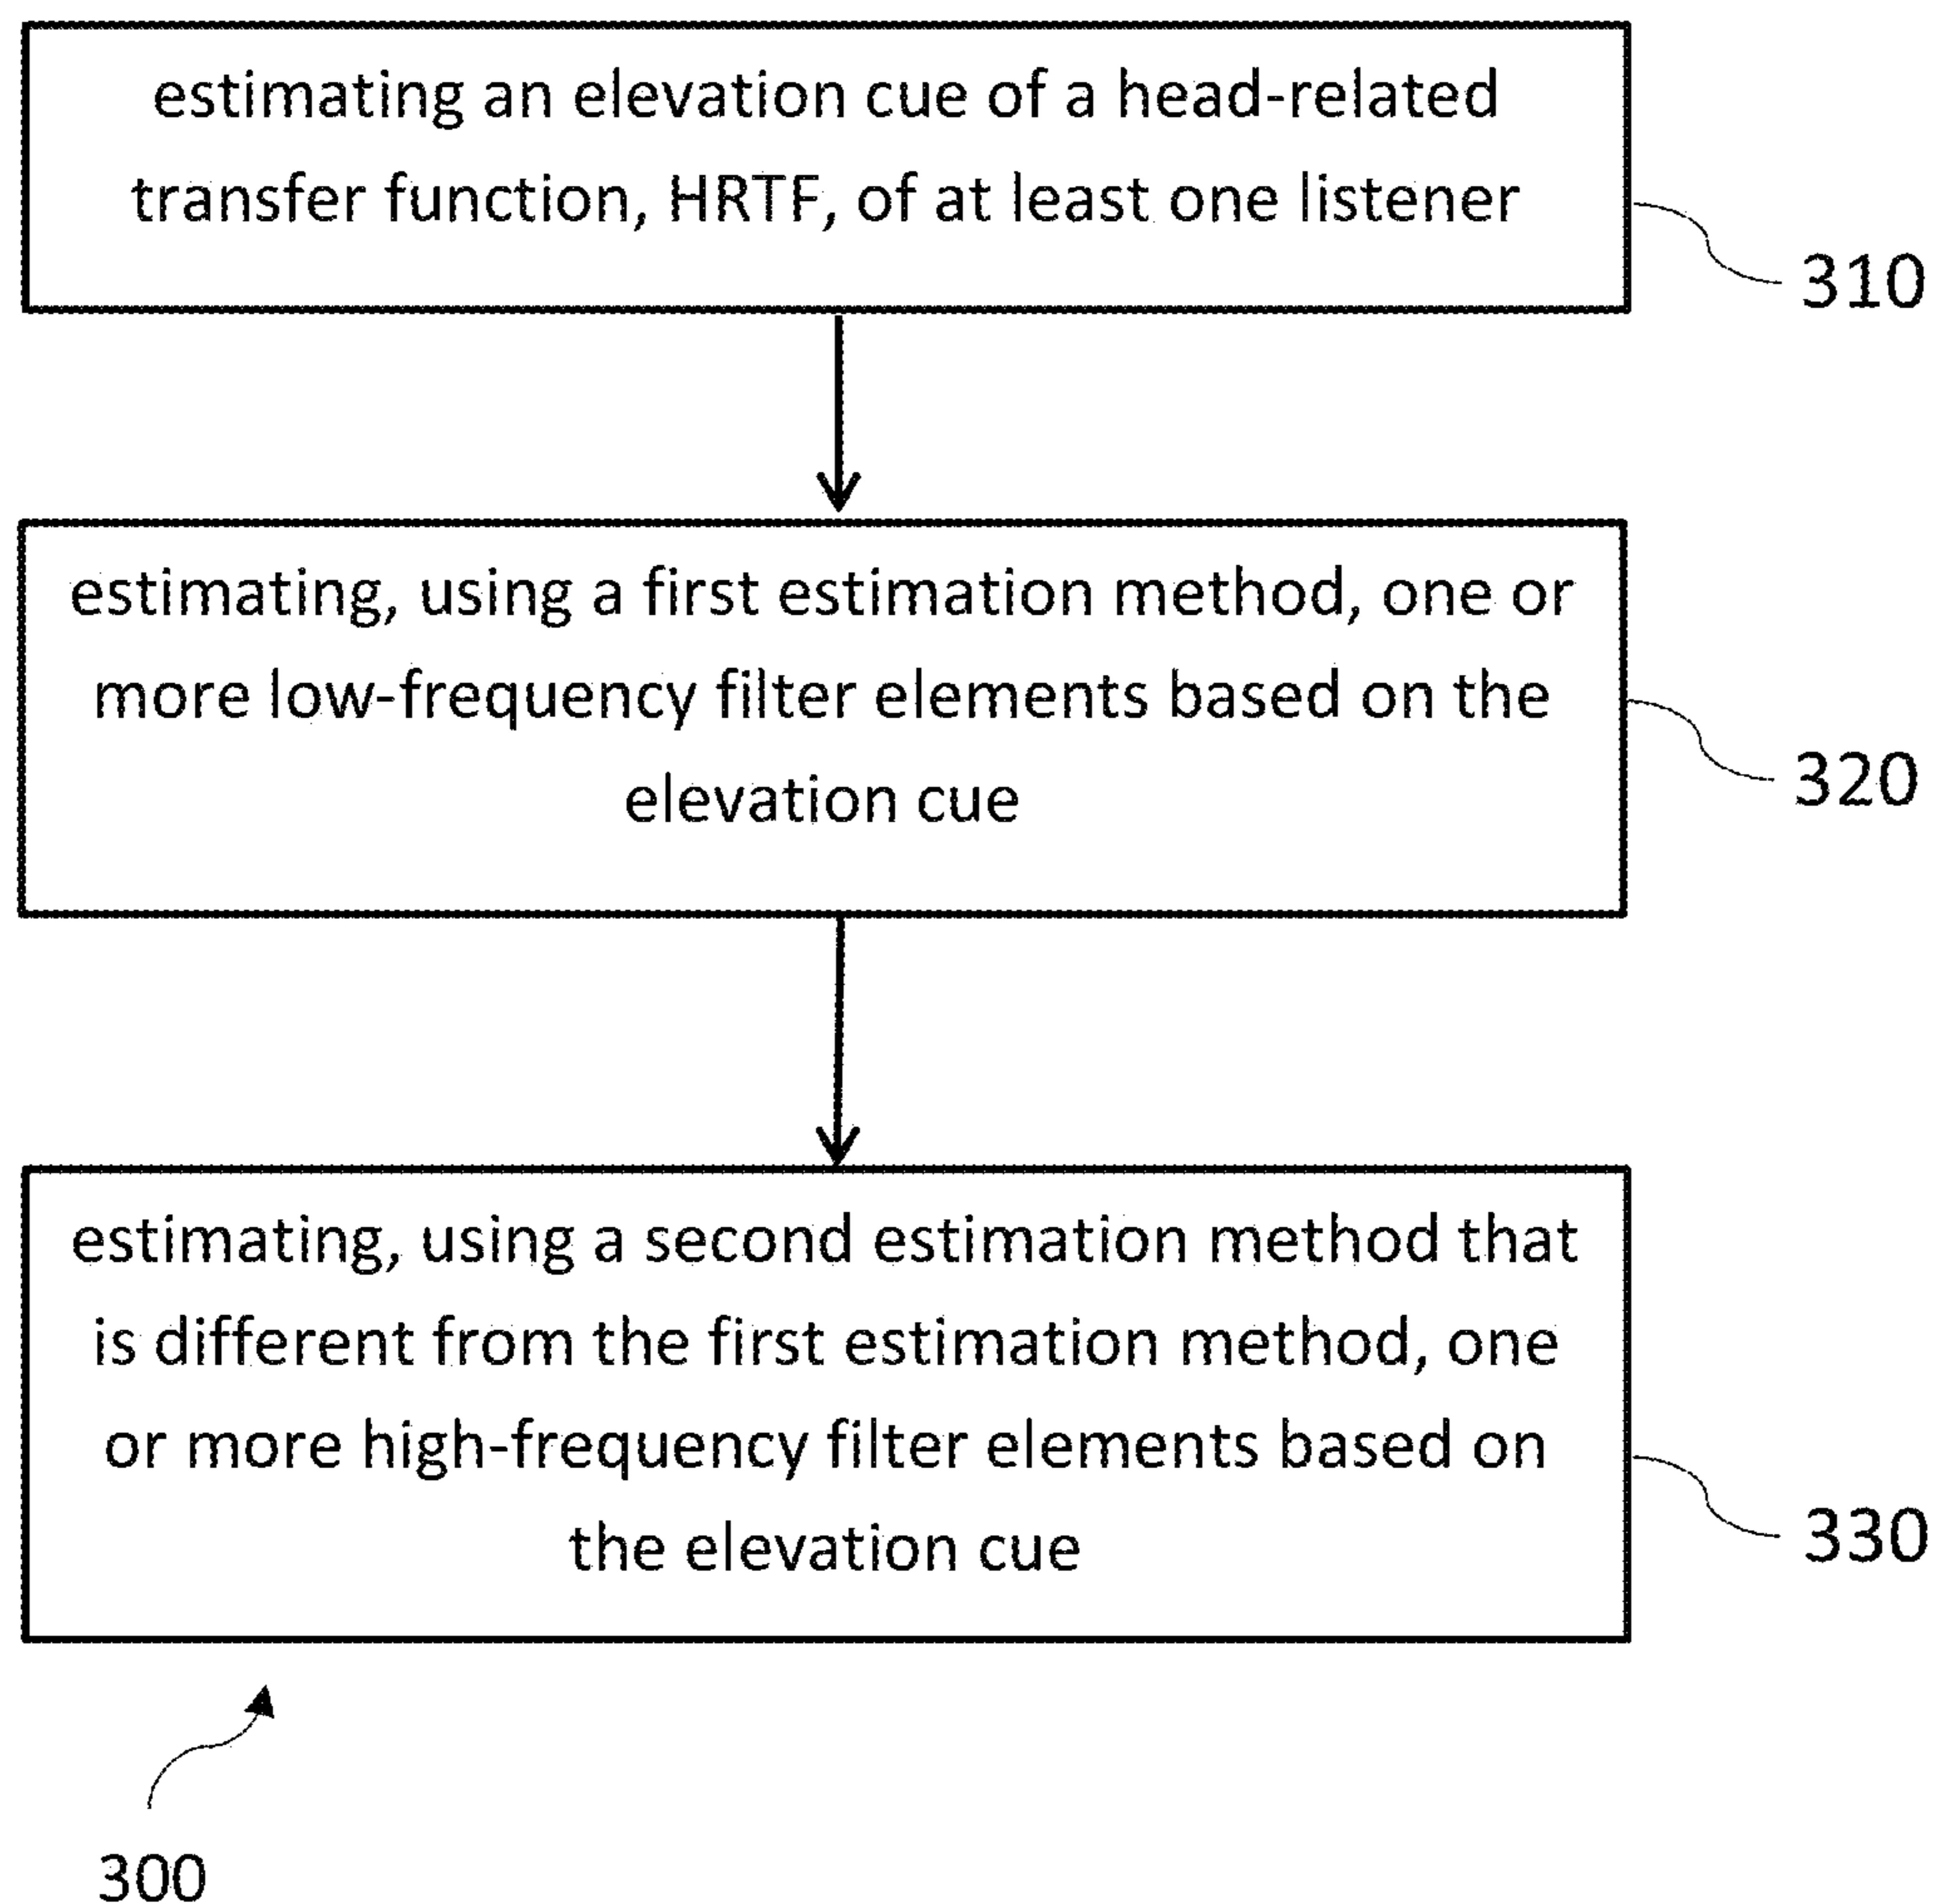 estimating an elevation cue of a head-related
transfer function, HRTF, of at least one listener
310
estimating, using a first estimation method, one or
more low-frequency filter elements based on the
elevation cue
320
estimating, using a second estimation method that
is different from the first estimation method, one
or more high-frequency filter elements based on
the elevation cue
330
300